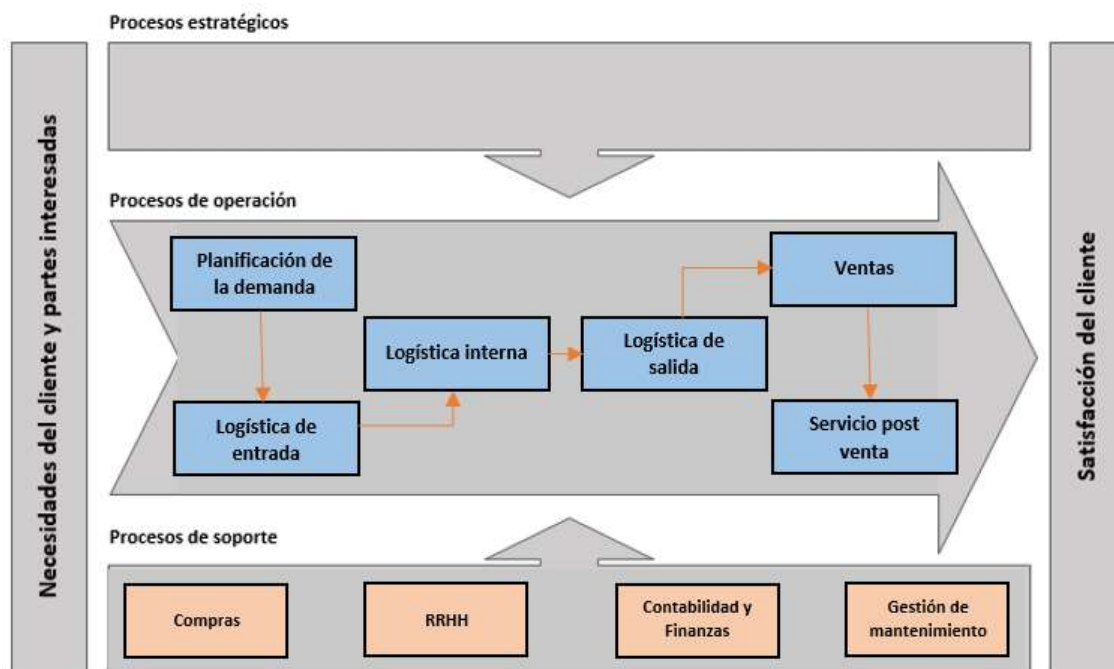 Procesos estratégicos
Necesidades del cliente y partes interesadas
Procesos de operación
Planificación de
la demanda
Logística de
entrada
Logística interna
Logística de
salida
Ventas
Servicio post
venta
Satisfacción del cliente
Procesos de soporte
Compras
RRHH
Contabilidad y
Finanzas
Gestión de
mantenimiento